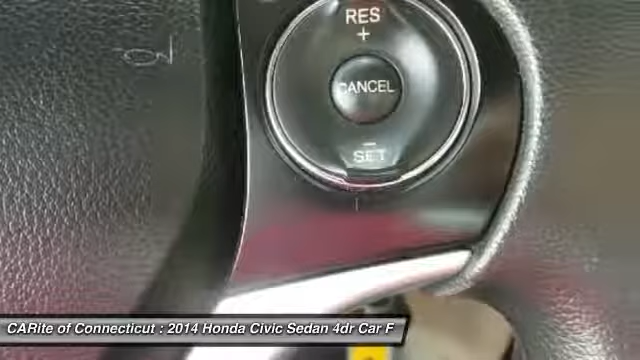 RES
+
CANCEL
−
SET
CARite of Connecticut : 2014 Honda Civic Sedan 4dr Car F